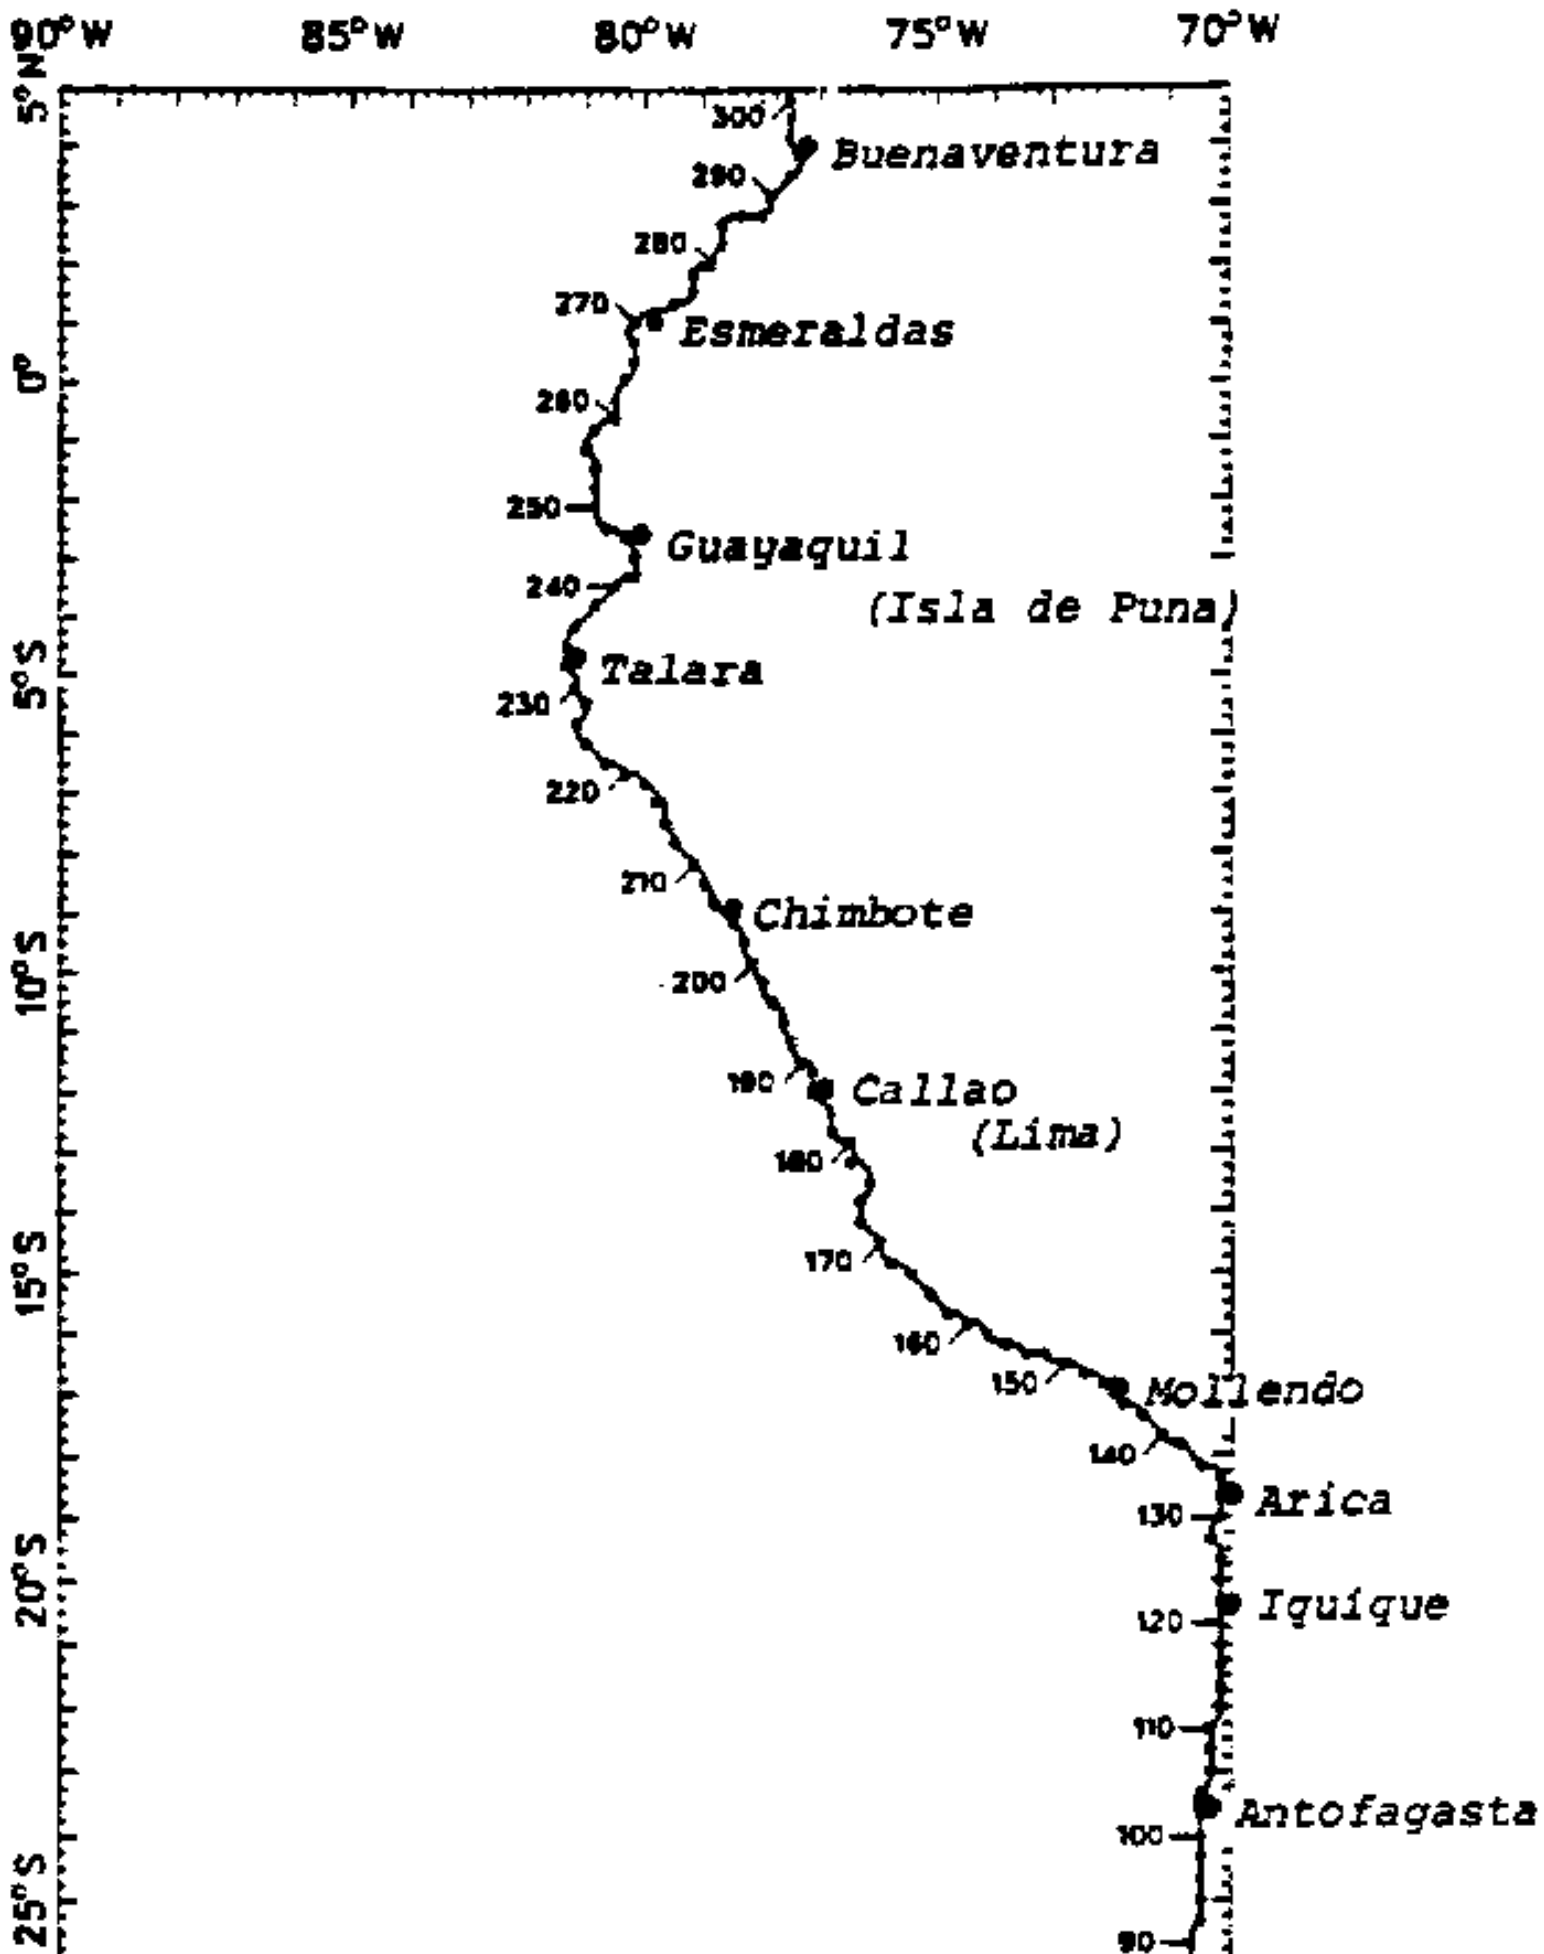 90°W 85°W 80°W 75°W 70°W
5°N
300
Buenaventura
290
280
270
Esmeraldas
0°
260
250
Guayaquil
240
(Isla de Puna)
5°S
Talara
230
220
210
Chimbote
10°S
200
190
Callao
(Lima)
180
15°S
170
160
150
Mollendo
140
Arica
130
20°S
Iquique
120
110
Antofagasta
100
25°S
90